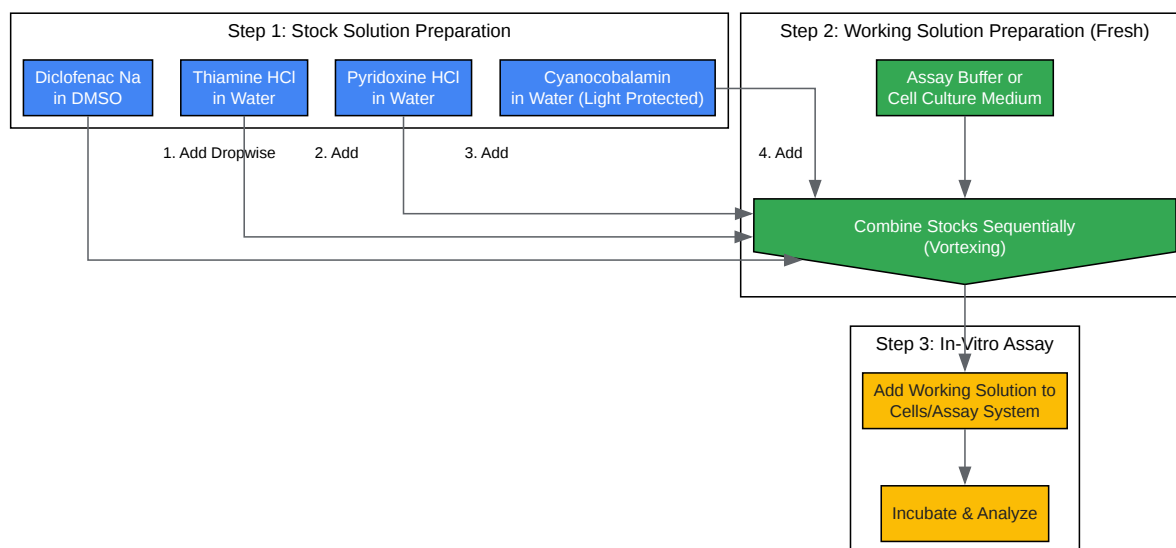 Step 1: Stock Solution Preparation
Diclofenac Na
in DMSO
Thiamine HCl
in Water
Pyridoxine HCl
in Water
Cyanocobalamin
in Water (Light Protected)
Step 2: Working Solution Preparation (Fresh)
Assay Buffer or
Cell Culture Medium
1. Add Dropwise
2. Add
3. Add
4. Add
Combine Stocks Sequentially
(Vortexing)
Step 3: In-Vitro Assay
Add Working Solution to
Cells/Assay System
Incubate & Analyze